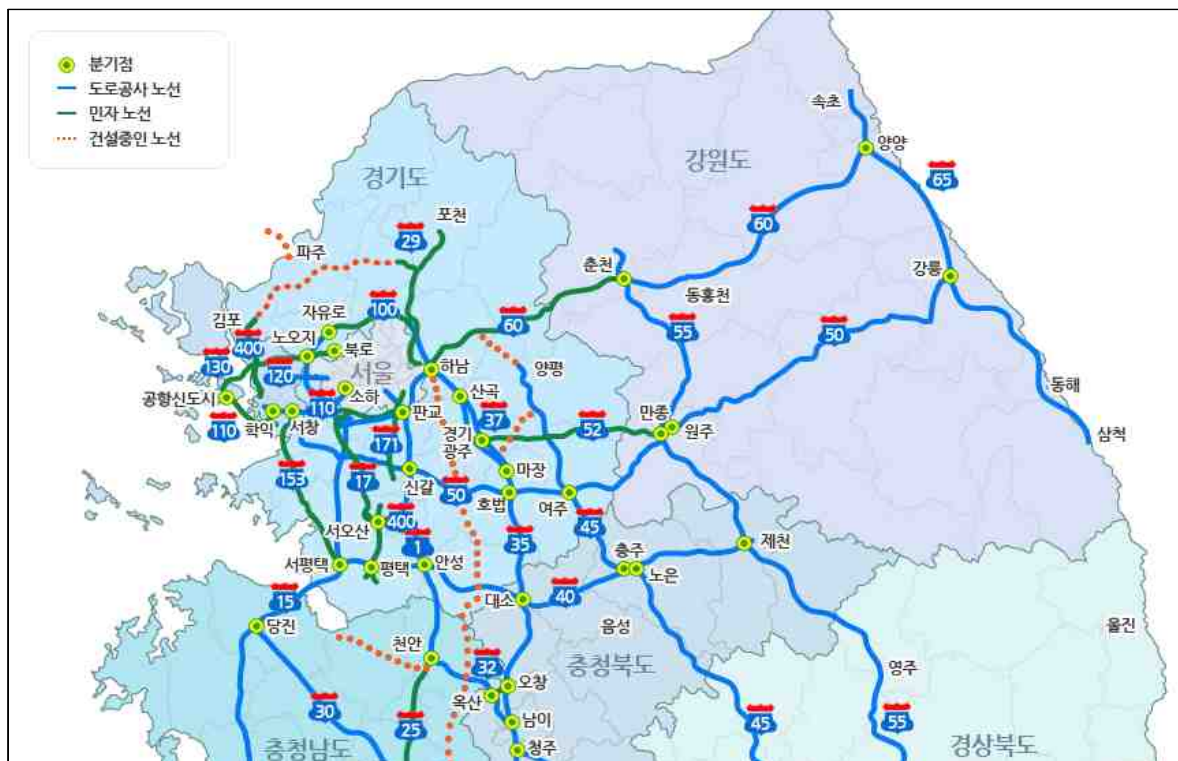 분기점
도로공사 노선
민자 노선
건설중인 노선
속초
양양
강원도
65
경기도
포천
29
60
파주
춘천
강릉
동홍천
자유로
100
김포
노오지
60
55
50
400
북로
130
120
서울
하남
양평
공항신도시
소하
산곡
동해
110
판교
37
만종
110
학익
서창
171
경기
광주
52
원주
삼척
마장
153
17
신갈
50
호법
여주
45
서오산
400
35
1
충주
제천
서평택
평택
안성
노은
15
대소
40
당진
음성
울진
천안
32
충청북도
영주
옥산
오창
30
25
남이
45
55
충청남도
청주
경상북도